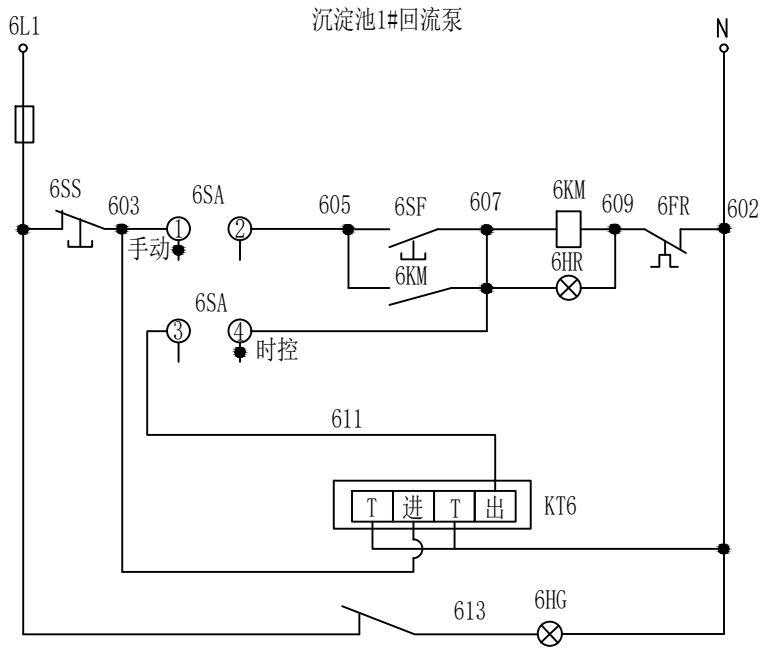 6L1
沉淀池1#回流泵
N
6SS
603
6SA
605
6SF
607
6KM
609
6FR
602
① ②
手动
6KM
6HR
6SA
③ ④
时控
611
T 进 T 出
KT6
613
6HG